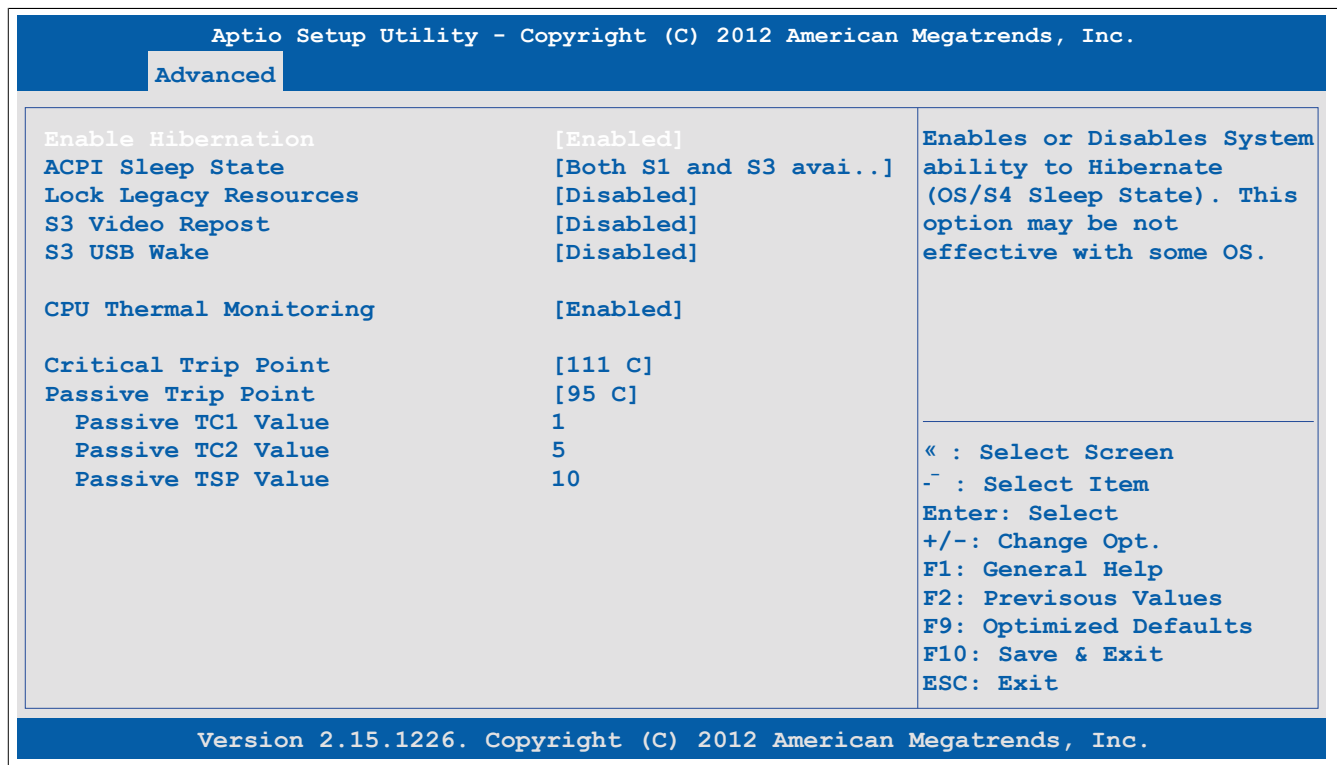 Aptio Setup Utility - Copyright (C) 2012 American Megatrends, Inc.
Advanced
Enable Hibernation [Enabled]
ACPI Sleep State [Both S1 and S3 avai..]
Lock Legacy Resources [Disabled]
S3 Video Repost [Disabled]
S3 USB Wake [Disabled]
CPU Thermal Monitoring [Enabled]
Critical Trip Point [111 C]
Passive Trip Point [95 C]
Passive TC1 Value 1
Passive TC2 Value 5
Passive TSP Value 10
Enables or Disables System
ability to Hibernate
(OS/S4 Sleep State). This
option may be not
effective with some OS.
« : Select Screen
-¯ : Select Item
Enter: Select
+/-: Change Opt.
F1: General Help
F2: Previsous Values
F9: Optimized Defaults
F10: Save & Exit
ESC: Exit
Version 2.15.1226. Copyright (C) 2012 American Megatrends, Inc.